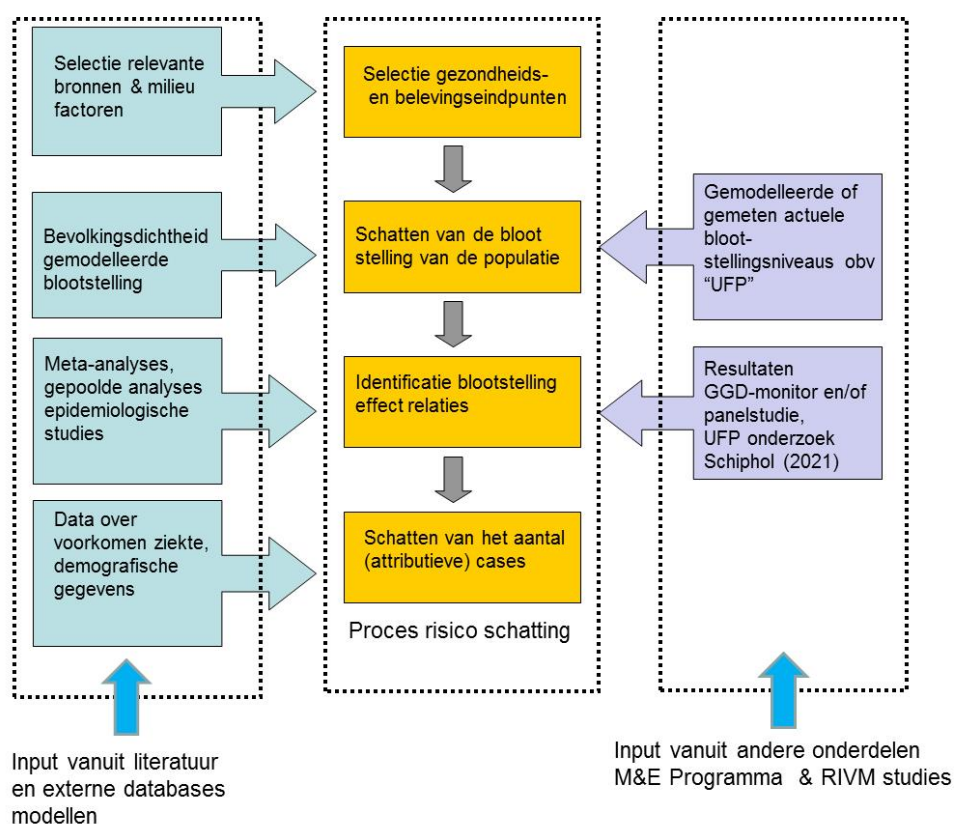 Selectie relevante
bronnen & milieu
factoren
Bevolkingsdichtheid
gemodelleerde
blootstelling
Meta-analyses,
gepoolde analyses
epidemiologische
studies
Data over
voorkomen ziekte,
demografische
gegevens
Input vanuit literatuur
en externe databases
modellen
Selectie gezondheids-
en belevingseindpunten
Schatten van de bloot
stelling van de populatie
Identificatie blootstelling
effect relaties
Schatten van het aantal
(attributieve) cases
Proces risico schatting
Gemodelleerde of
gemeten actuele
bloot-
stellingsniveaus obv
“UFP”
Resultaten
GGD-monitor en/of
panelstudie,
UFP onderzoek
Schiphol (2021)
Input vanuit andere onderdelen
M&E Programma & RIVM studies